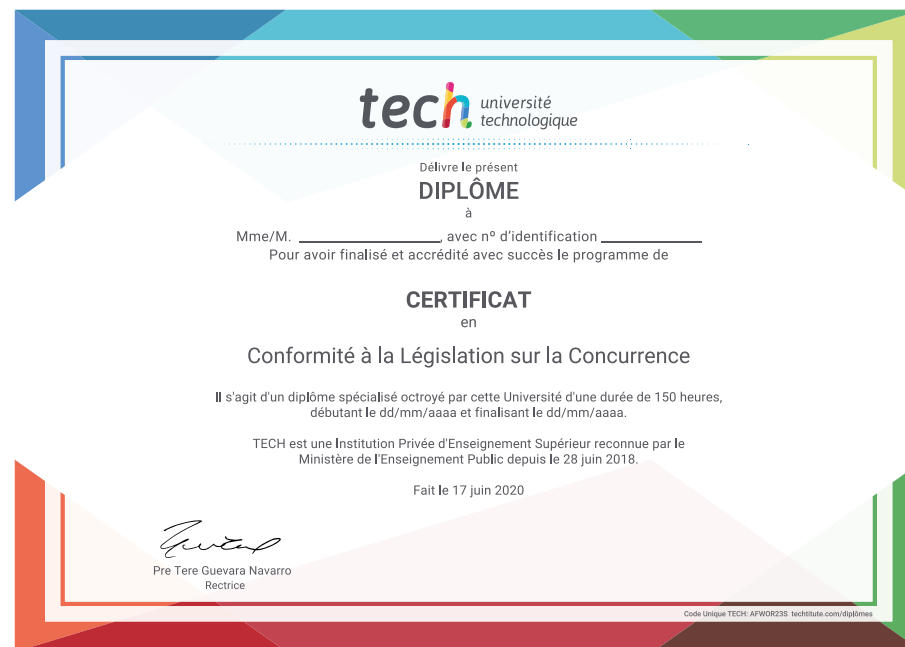 tech université
technologique
Délivre le présent
DIPLÔME
à
Mme/M. ____________, avec nº d'identification ____________
Pour avoir finalisé et accrédité avec succès le programme de
CERTIFICAT
en
Conformité à la Législation sur la Concurrence
Il s'agit d'un diplôme spécialisé octroyé par cette Université d'une durée de 150 heures,
débutant le dd/mm/aaaa et finalisant le dd/mm/aaaa.
TECH est une Institution Privée d'Enseignement Supérieur reconnue par le
Ministère de l'Enseignement Public depuis le 28 juin 2018.
Fait le 17 juin 2020
Pre Tere Guevara Navarro
Rectrice
Code Unique TECH: AFWOR23S techtitute.com/diplômes